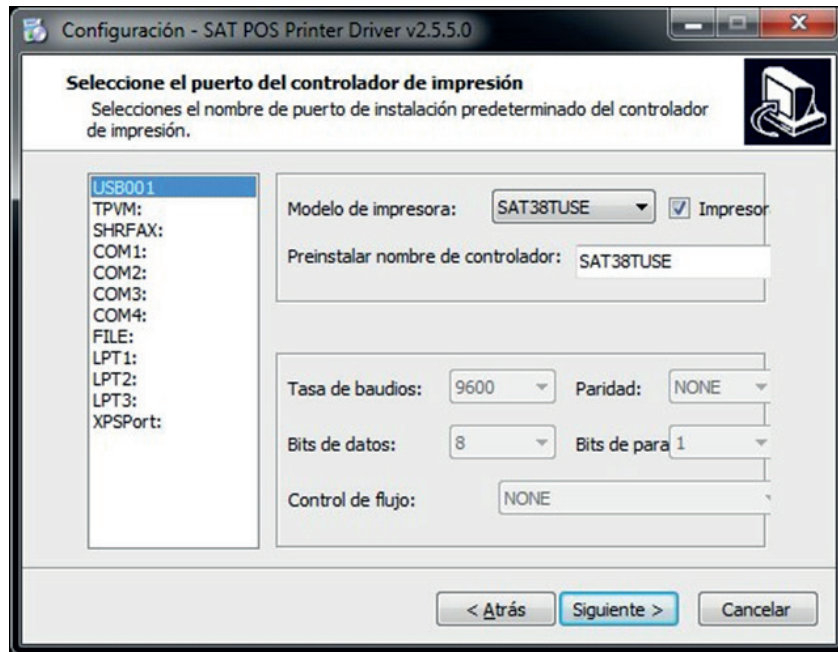 Configuración - SAT POS Printer Driver v2.5.5.0
Seleccione el puerto del controlador de impresión
Selecciones el nombre de puerto de instalación predeterminado del controlador
de impresión.
USB001
TPVM:
SHRFAX:
COM1:
COM2:
COM3:
COM4:
FILE:
LPT1:
LPT2:
LPT3:
XPSPort:
Modelo de impresora: SAT38TUSE Impresor
Preinstalar nombre de controlador: SAT38TUSE
Tasa de baudios: 9600 Paridad: NONE
Bits de datos: 8 Bits de para 1
Control de flujo: NONE
< Atrás Siguiente > Cancelar